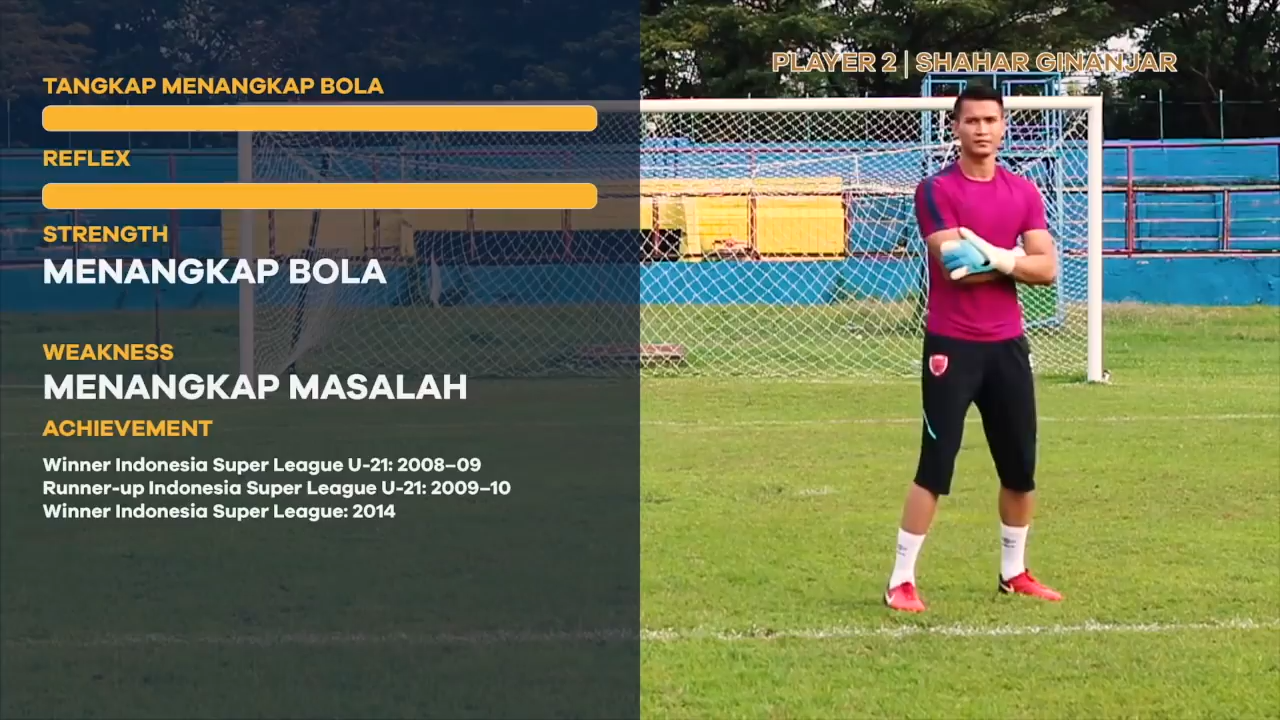 TANGKAP MENANGKAP BOLA
REFLEX
STRENGTH
MENANGKAP BOLA
WEAKNESS
MENANGKAP MASALAH
ACHIEVEMENT
Winner Indonesia Super League U-21: 2008–09
Runner-up Indonesia Super League U-21: 2009–10
Winner Indonesia Super League: 2014
PLAYER 2 | SHAHAR GINANJAR